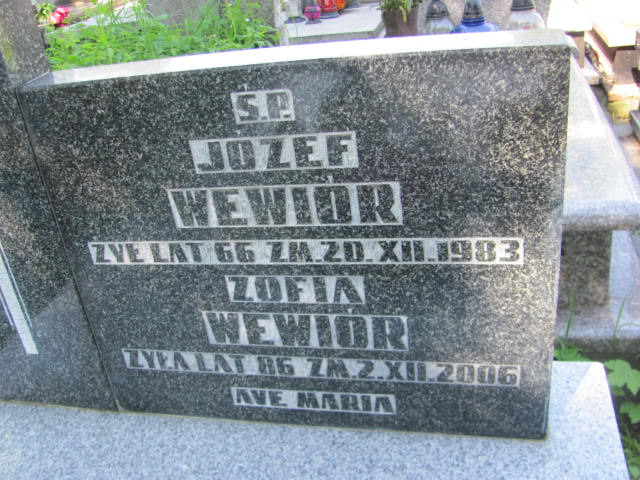 Ś.P.
JÓZEF
WEWIÓR
ŻYŁ LAT 66 ZM.20.XII.1983
ZOFIA
WEWIÓR
ŻYŁA LAT 86 ZM.2.XII.2006
AVE MARIA